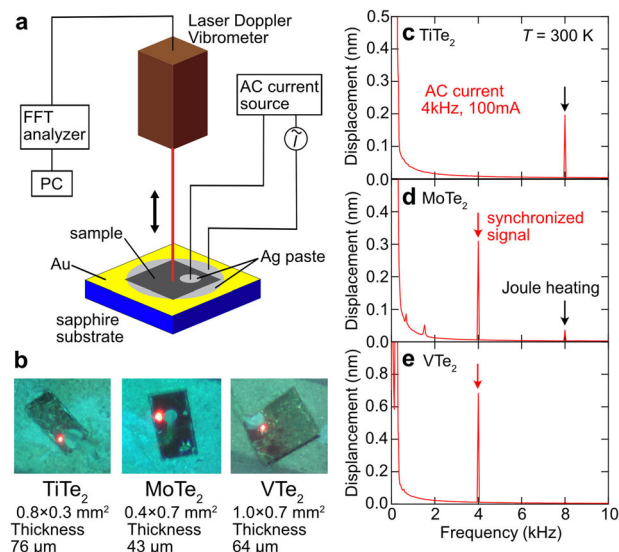 a
Laser Doppler
Vibrometer
AC current
source
ĩ
FFT
analyzer
PC
sample
Au
Ag paste
sapphire
substrate
b
TiTe2
0.8×0.3 mm²
Thickness
76 μm
MoTe2
0.4×0.7 mm²
Thickness
43 μm
VTe2
1.0×0.7 mm²
Thickness
64 μm
c TiTe2
T = 300 K
AC current
4kHz, 100mA
Displacement (nm)
0.5
0.4
0.3
0.2
0.1
0.0
d MoTe2
synchronized
signal
Joule heating
Displacement (nm)
0.4
0.3
0.2
0.1
0.0
e VTe2
Displancement (nm)
0.8
0.6
0.4
0.2
0.0
0 2 4 6 8 10
Frequency (kHz)